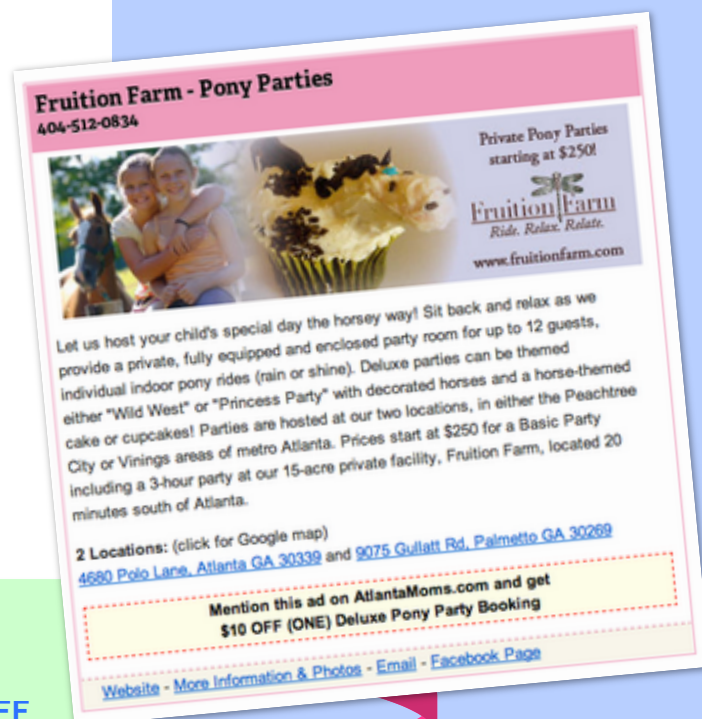 Fruition Farm - Pony Parties
404-512-0834
Private Pony Parties
starting at $250!
Fruition Farm
Ride. Relax. Relate.
www.fruitionfarm.com
Let us host your child's special day the horsey way! Sit back and relax as we
provide a private, fully equipped and enclosed party room for up to 12 guests,
individual indoor pony rides (rain or shine). Deluxe parties can be themed
either "Wild West" or "Princess Party" with decorated horses and a horse-themed
cake or cupcakes! Parties are hosted at our two locations, in either the Peachtree
City or Vinings areas of metro Atlanta. Prices start at $250 for a Basic Party
including a 3-hour party at our 15-acre private facility, Fruition Farm, located 20
minutes south of Atlanta.
2 Locations: (click for Google map)
4680 Polo Lane, Atlanta GA 30339 and 9075 Gullatt Rd, Palmetto GA 30269
Mention this ad on AtlantaMoms.com and get
$10 OFF (ONE) Deluxe Pony Party Booking
Website - More Information & Photos - Email - Facebook Page